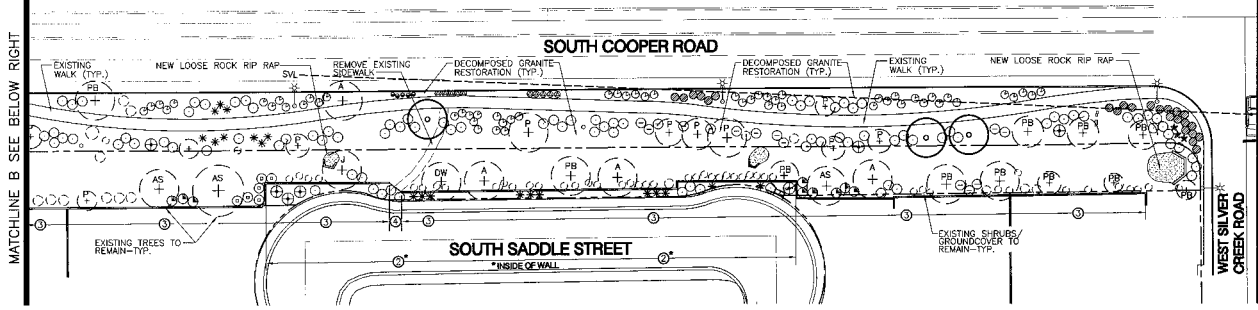 MATCHLINE B SEE BELOW RIGHT
SOUTH COOPER ROAD
EXISTING
WALK (TYP.)
NEW LOOSE ROCK RIP RAP
SVL
REMOVE EXISTING
SIDEWALK
DECOMPOSED GRANITE
RESTORATION (TYP.)
DECOMPOSED GRANITE
RESTORATION (TYP.)
EXISTING
WALK (TYP.)
NEW LOOSE ROCK RIP RAP
PB
A
P
P
P
P
A
P
P
P
PB
PB
PB
P
AS
AS
J
DW
A
PB
A
PB
AS
A
PB
PB
PB
PB
PB
3
3
4
5
3
3
3
EXISTING TREES TO
REMAIN-TYP.
SOUTH SADDLE STREET
2*
*INSIDE OF WALL
2*
EXISTING SHRUBS/
GROUNDCOVER TO
REMAIN-TYP.
WEST SILVER
CREEK ROAD